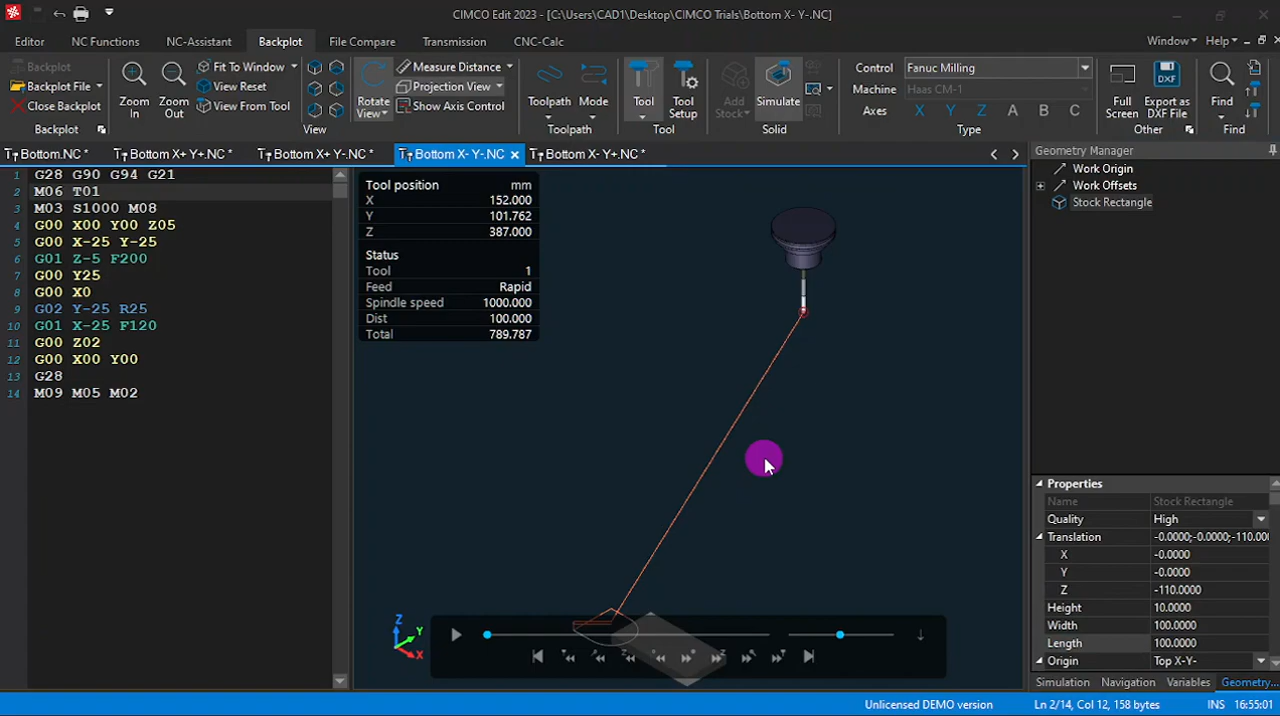 CIMCO Edit 2023 - [C:\Users\CAD1\Desktop\CIMCO Trials\Bottom X- Y-.NC]
Editor NC Functions NC-Assistant Backplot File Compare Transmission CNC-Calc Window Help
Backplot
Backplot File
Close Backplot
Backplot
Zoom In
Zoom Out
Fit To Window
View Reset
View From Tool
View
Rotate View
Measure Distance
Projection View
Show Axis Control
Toolpath
Mode
Toolpath
Tool
Tool Setup
Tool
Add Stock
Simulate
Solid
Control Fanuc Milling
Machine Haas CM-1
Axes X Y Z A B C
Type
Full Screen
Export as DXF File
Other
Find
Find
Bottom.NC * Bottom X+ Y+.NC * Bottom X+ Y-.NC * Bottom X- Y-.NC Bottom X- Y+.NC *
1 G28 G90 G94 G21
2 M06 T01
3 M03 S1000 M08
4 G00 X00 Y00 Z05
5 G00 X-25 Y-25
6 G01 Z-5 F200
7 G00 Y25
8 G00 X0
9 G02 Y-25 R25
10 G01 X-25 F120
11 G00 Z02
12 G00 X00 Y00
13 G28
14 M09 M05 M02
Tool position mm
X 152.000
Y 101.762
Z 387.000
Status
Tool 1
Feed Rapid
Spindle speed 1000.000
Dist 100.000
Total 789.787
Z
Y
X
Geometry Manager
Work Origin
Work Offsets
Stock Rectangle
Properties
Name Stock Rectangle
Quality High
Translation -0.0000;-0.0000;-110.00
X -0.0000
Y -0.0000
Z -110.0000
Height 10.0000
Width 100.0000
Length 100.0000
Origin Top X-Y-
Simulation Navigation Variables Geometry...
Unlicensed DEMO version Ln 2/14, Col 12, 158 bytes INS 16:55:01